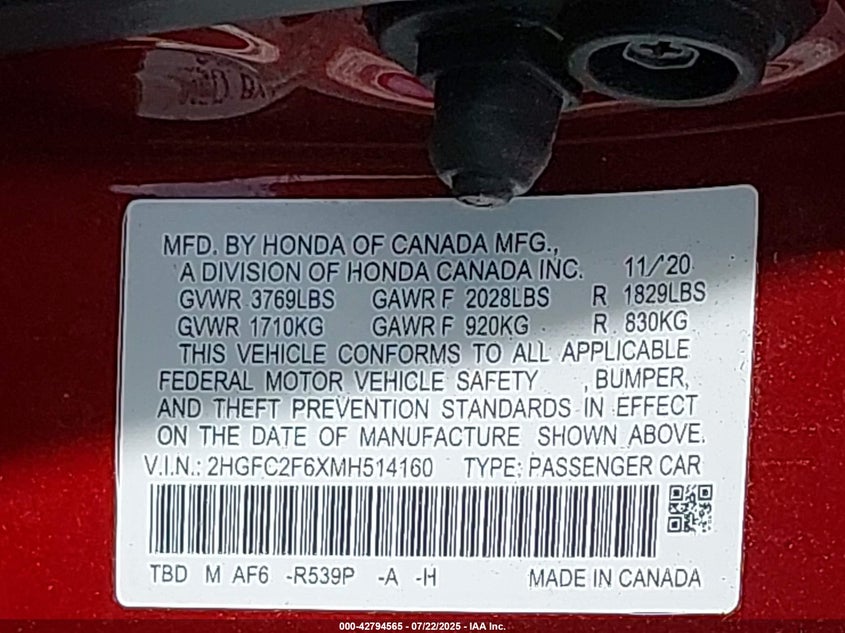 MFD. BY HONDA OF CANADA MFG.,
A DIVISION OF HONDA CANADA INC. 11/20
GVWR 3769LBS GAWR F 2028LBS R 1829LBS
GVWR 1710KG GAWR F 920KG R 830KG
THIS VEHICLE CONFORMS TO ALL APPLICABLE
FEDERAL MOTOR VEHICLE SAFETY , BUMPER,
AND THEFT PREVENTION STANDARDS IN EFFECT
ON THE DATE OF MANUFACTURE SHOWN ABOVE.
V.I.N.: 2HGFC2F6XMH514160 TYPE: PASSENGER CAR
TBD M AF6 -R539P -A -H MADE IN CANADA
000-42794565 - 07/22/2025 - IAA Inc.